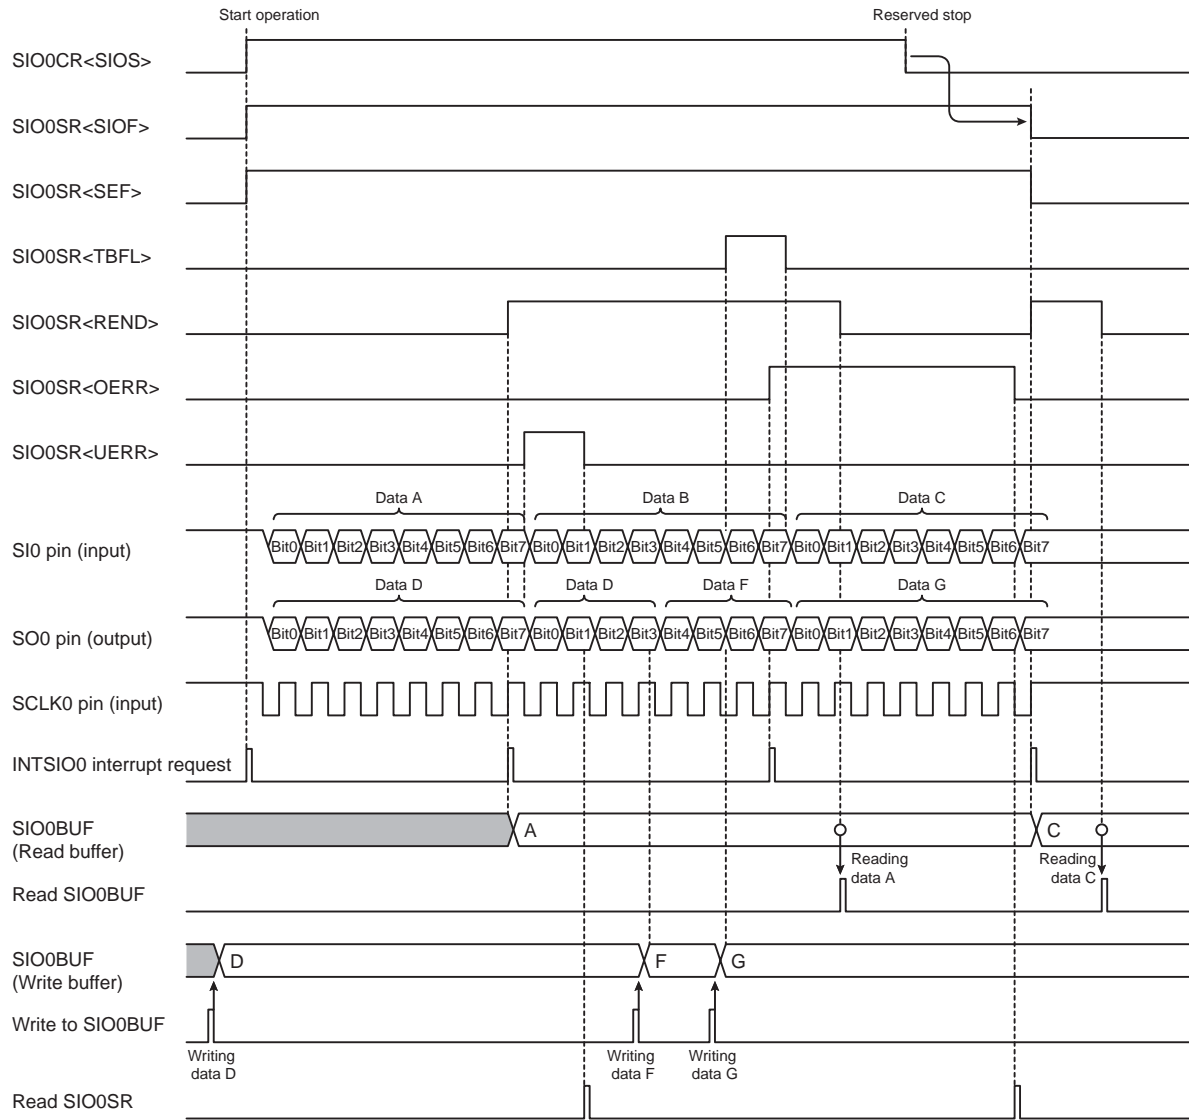 Start operation
Reserved stop
SIO0CR<SIOS>
SIO0SR<SIOF>
SIO0SR<SEF>
SIO0SR<TBFL>
SIO0SR<REND>
SIO0SR<OERR>
SIO0SR<UERR>
Data A Data B Data C
SI0 pin (input)
Bit0 Bit1 Bit2 Bit3 Bit4 Bit5 Bit6 Bit7 Bit0 Bit1 Bit2 Bit3 Bit4 Bit5 Bit6 Bit7 Bit0 Bit1 Bit2 Bit3 Bit4 Bit5 Bit6 Bit7
Data D Data D Data F Data G
SO0 pin (output)
Bit0 Bit1 Bit2 Bit3 Bit4 Bit5 Bit6 Bit7 Bit0 Bit1 Bit2 Bit3 Bit4 Bit5 Bit6 Bit7 Bit0 Bit1 Bit2 Bit3 Bit4 Bit5 Bit6 Bit7
SCLK0 pin (input)
INTSIO0 interrupt request
SIO0BUF
(Read buffer)
A
C
Reading
data A
Reading
data C
Read SIO0BUF
SIO0BUF
(Write buffer)
D
F
G
Write to SIO0BUF
Writing
data D
Writing
data F
Writing
data G
Read SIO0SR